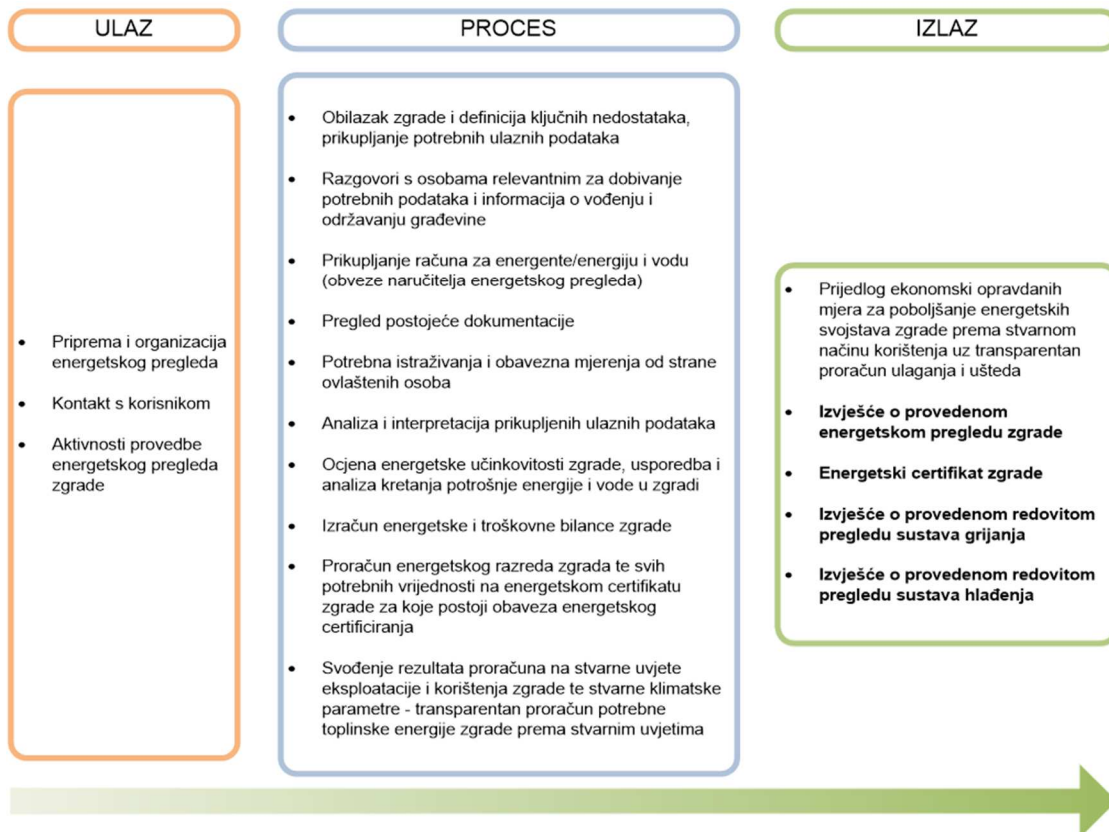 ULAZ
PROCES
IZLAZ
• Priprema i organizacija
energetskog pregleda
• Kontakt s korisnikom
• Aktivnosti provedbe
energetskog pregleda
zgrade
• Obilazak zgrade i definicija ključnih nedostataka,
prikupljanje potrebnih ulaznih podataka
• Razgovori s osobama relevantnim za dobivanje
potrebnih podataka i informacija o vođenju i
održavanju građevine
• Prikupljanje računa za energente/energiju i vodu
(obveze naručitelja energetskog pregleda)
• Pregled postojeće dokumentacije
• Potrebna istraživanja i obavezna mjerenja od strane
ovlaštenih osoba
• Analiza i interpretacija prikupljenih ulaznih podataka
• Ocjena energetske učinkovitosti zgrade, usporedba i
analiza kretanja potrošnje energije i vode u zgradi
• Izračun energetske i troškovne bilance zgrade
• Proračun energetskog razreda zgrada te svih
potrebnih vrijednosti na energetskom certifikatu
zgrade za koje postoji obaveza energetskog
certificiranja
• Svođenje rezultata proračuna na stvarne uvjete
eksploatacije i korištenja zgrade te stvarne klimatske
parametre - transparentan proračun potrebne
toplinske energije zgrade prema stvarnim uvjetima
• Prijedlog ekonomski opravdanih
mjera za poboljšanje energetskih
svojstava zgrade prema stvarnom
načinu korištenja uz transparentan
proračun ulaganja i ušteda
• Izvješće o provedenom
energetskom pregledu zgrade
• Energetski certifikat zgrade
• Izvješće o provedenom redovitom
pregledu sustava grijanja
• Izvješće o provedenom redovitom
pregledu sustava hlađenja